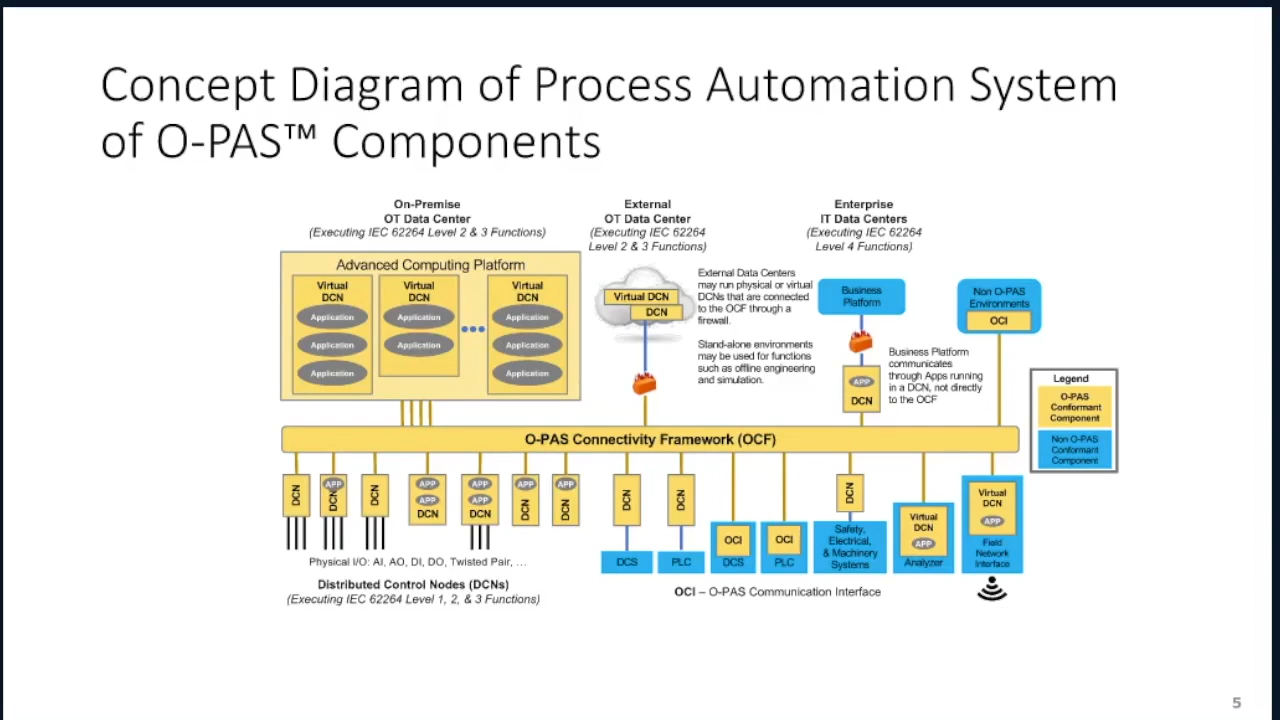 Concept Diagram of Process Automation System
of O-PAS™ Components
On-Premise
OT Data Center
(Executing IEC 62264 Level 2 & 3 Functions)
External
OT Data Center
(Executing IEC 62264
Level 2 & 3 Functions)
Enterprise
IT Data Centers
(Executing IEC 62264
Level 4 Functions)
Advanced Computing Platform
Virtual
DCN
Application
Application
Application
Virtual
DCN
Application
Application
Virtual
DCN
Application
Application
Application
Virtual DCN
DCN
External Data Centers
may run physical or virtual
DCNs that are connected
to the OCF through a
firewall.
Stand-alone environments
may be used for functions
such as offline engineering
and simulation.
Business
Platform
APP
DCN
Business Platform
communicates
through Apps running
in a DCN, not directly
to the OCF
Non O-PAS
Environments
OCI
Legend
O-PAS
Conformant
Component
Non O-PAS
Conformant
Component
O-PAS Connectivity Framework (OCF)
DCN
APP
DCN
DCN
APP
APP
DCN
APP
APP
DCN
APP
DCN
APP
DCN
DCN
DCS
DCN
PLC
OCI
DCS
OCI
PLC
DCN
Safety,
Electrical,
& Machinery
Systems
Virtual
DCN
APP
Analyzer
Virtual
DCN
APP
Field
Network
Interface
Physical I/O: AI, AO, DI, DO, Twisted Pair, …
Distributed Control Nodes (DCNs)
(Executing IEC 62264 Level 1, 2, & 3 Functions)
OCI – O-PAS Communication Interface
5